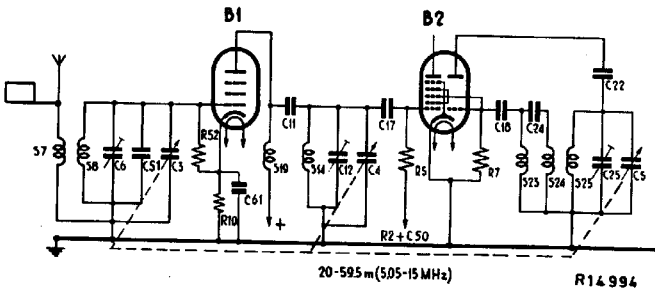 B1
B2
C22
C11
C17
C18
C24
R52
S7
S8
C6
C51
C3
S19
S14
C12
C4
R5
R7
S23
S24
S25
C25
C5
R10
C61
+
R2+C50
20-59.5m(5,05-15 MHz)
R14994